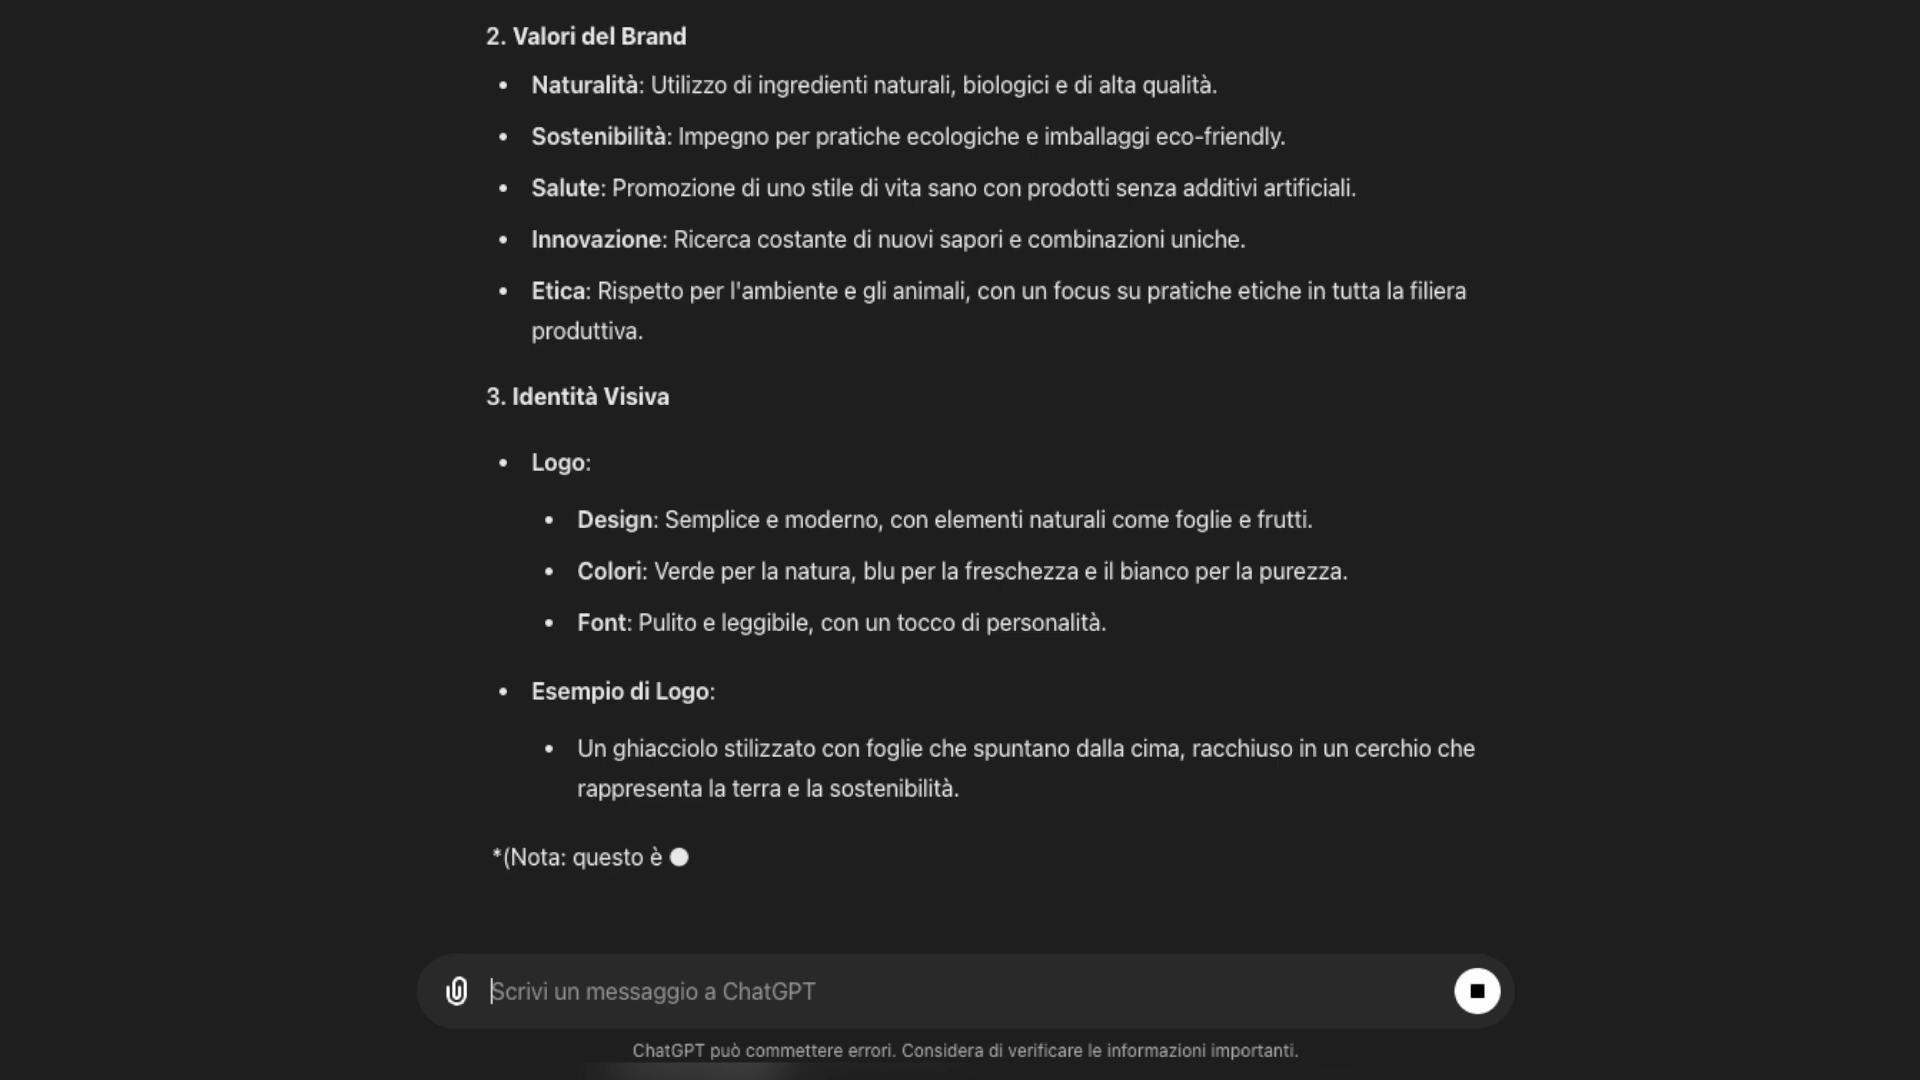 2. Valori del Brand
• Naturalità: Utilizzo di ingredienti naturali, biologici e di alta qualità.
• Sostenibilità: Impegno per pratiche ecologiche e imballaggi eco-friendly.
• Salute: Promozione di uno stile di vita sano con prodotti senza additivi artificiali.
• Innovazione: Ricerca costante di nuovi sapori e combinazioni uniche.
• Etica: Rispetto per l'ambiente e gli animali, con un focus su pratiche etiche in tutta la filiera
produttiva.
3. Identità Visiva
• Logo:
• Design: Semplice e moderno, con elementi naturali come foglie e frutti.
• Colori: Verde per la natura, blu per la freschezza e il bianco per la purezza.
• Font: Pulito e leggibile, con un tocco di personalità.
• Esempio di Logo:
• Un ghiacciolo stilizzato con foglie che spuntano dalla cima, racchiuso in un cerchio che
rappresenta la terra e la sostenibilità.
*(Nota: questo è
Scrivi un messaggio a ChatGPT
ChatGPT può commettere errori. Considera di verificare le informazioni importanti.